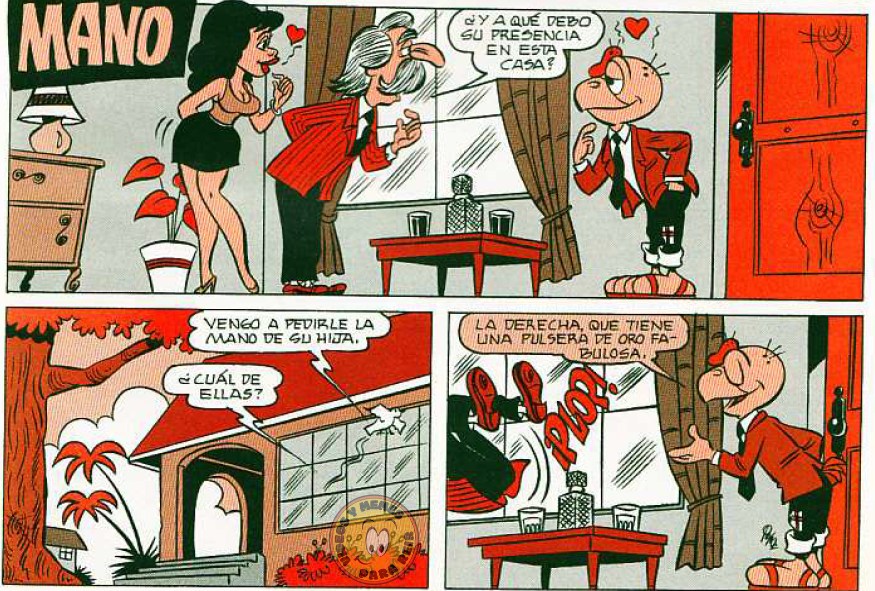 MANO
¿Y A QUÉ DEBO
SU PRESENCIA
EN ESTA
CASA?
VENGO A PEDIRLE LA
MANO DE SU HIJA.
¿CUÁL DE
ELLAS?
LA DERECHA, QUE TIENE
UNA PULSERA DE ORO FA-
BULOSA.
¡PLOP!